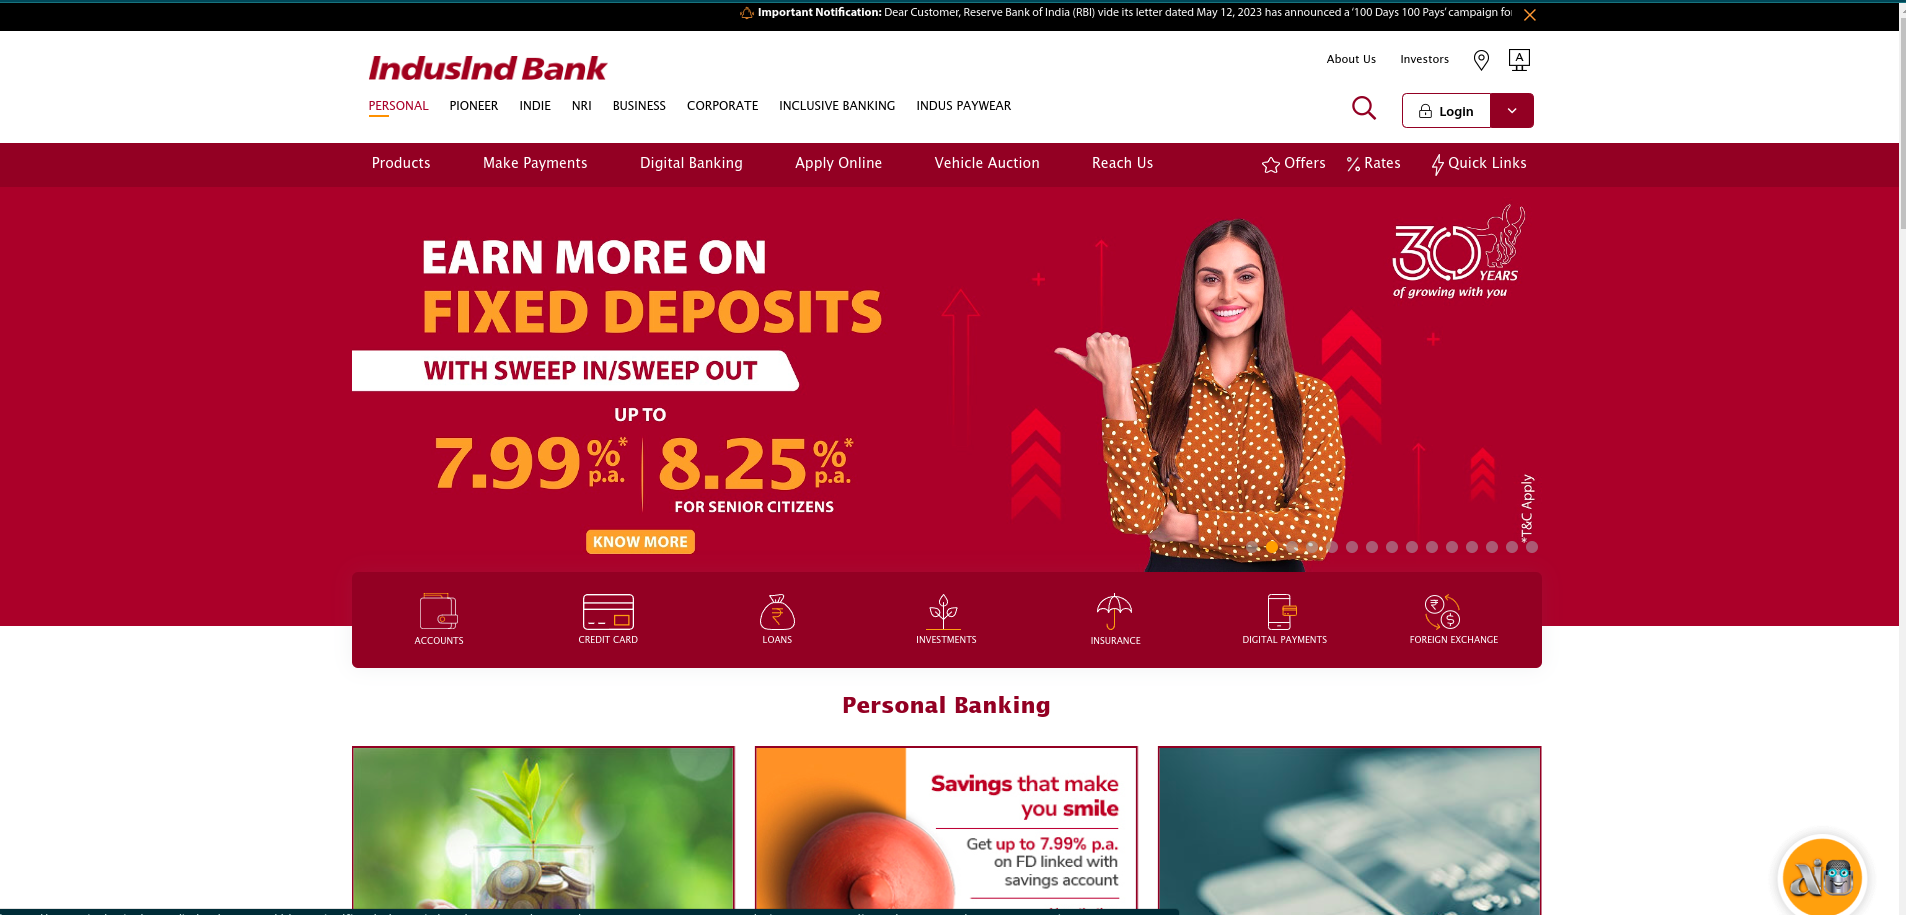 Important Notification: Dear Customer, Reserve Bank of India (RBI) vide its letter dated May 12, 2023 has announced a '100 Days 100 Pays' campaign fo
IndusInd Bank
About Us Investors A
PERSONAL PIONEER INDIE NRI BUSINESS CORPORATE INCLUSIVE BANKING INDUS PAYWEAR
Login
Products Make Payments Digital Banking Apply Online Vehicle Auction Reach Us Offers Rates Quick Links
EARN MORE ON
FIXED DEPOSITS
WITH SWEEP IN/SWEEP OUT
UP TO
7.99%* p.a. 8.25%* p.a.
FOR SENIOR CITIZENS
KNOW MORE
30 YEARS
of growing with you
*T&C Apply
ACCOUNTS CREDIT CARD LOANS INVESTMENTS INSURANCE DIGITAL PAYMENTS FOREIGN EXCHANGE
Personal Banking
Savings that make
you smile
Get up to 7.99% p.a.
on FD linked with
savings account
ai